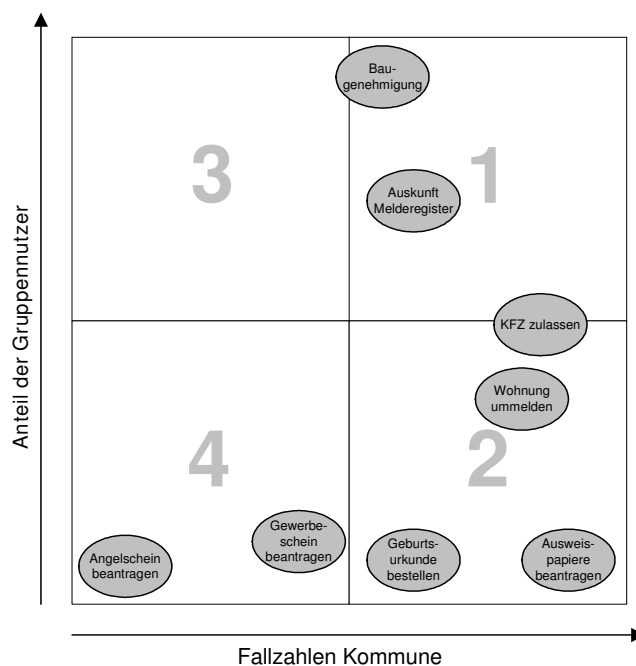 Bau-
genehmigung
3
1
Auskunft
Melderegister
KFZ zulassen
Wohnung
ummelden
4
2
Gewerbe-
schein
beantragen
Geburts-
urkunde
bestellen
Ausweis-
papiere
beantragen
Angelschein
beantragen
Anteil der Gruppennutzer
Fallzahlen Kommune